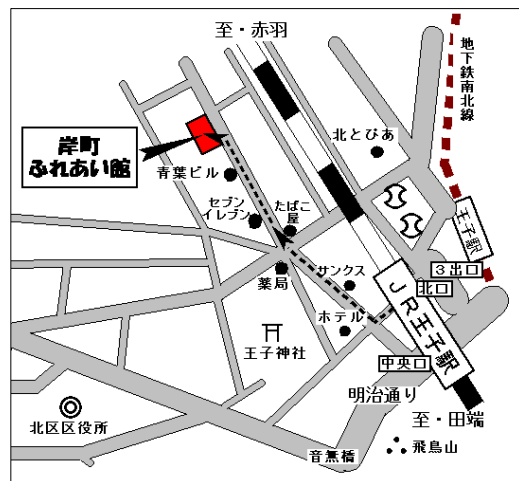 至・赤羽
地下鉄南北線
岸町
ふれあい館
北とぴあ
青葉ビル
セブン
イレブン
たばこ
屋
王子駅
3出口
北口
薬局
サンクス
JR王子駅
ホテル
王子神社
中央口
明治通り
北区区役所
至・田端
音無橋
飛鳥山